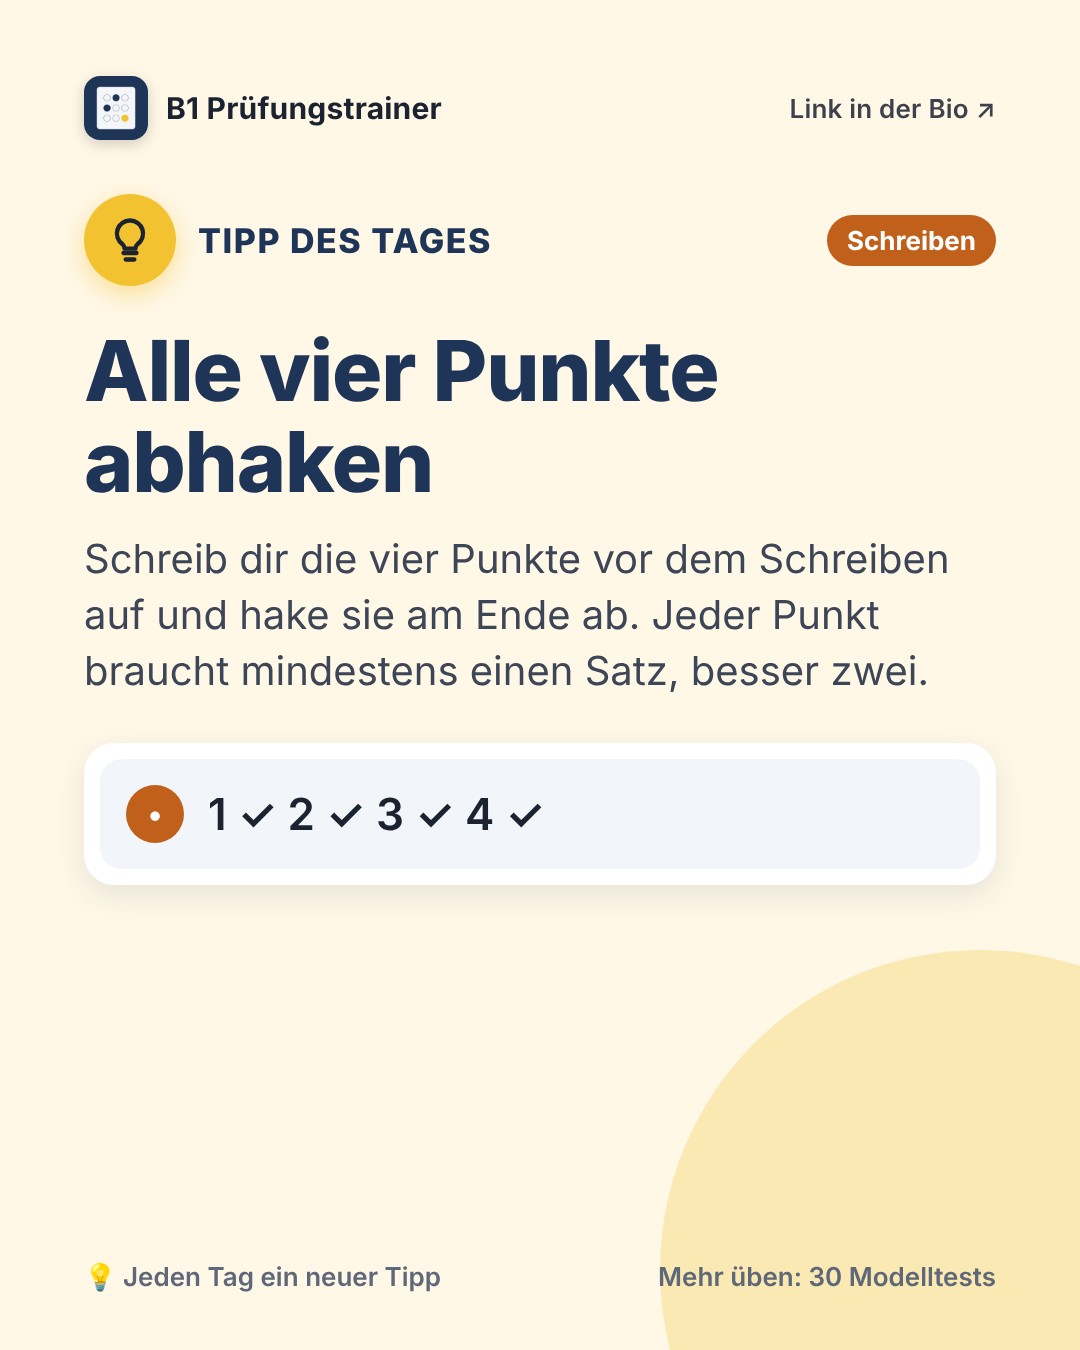 B1 Prüfungstrainer
Link in der Bio ↗
TIPP DES TAGES
Schreiben
Alle vier Punkte
abhaken
Schreib dir die vier Punkte vor dem Schreiben
auf und hake sie am Ende ab. Jeder Punkt
braucht mindestens einen Satz, besser zwei.
• 1 ✓ 2 ✓ 3 ✓ 4 ✓
💡 Jeden Tag ein neuer Tipp
Mehr üben: 30 Modelltests